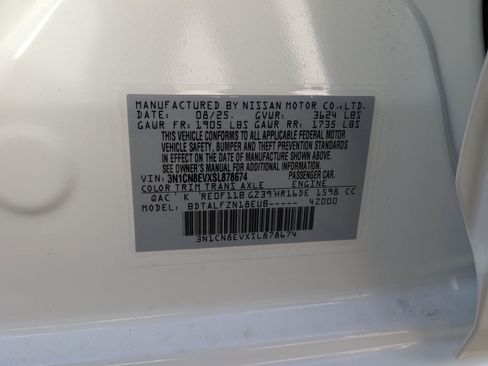 MANUFACTURED BY NISSAN MOTOR CO.,LTD.
DATE: 08/25. GVWR: 3624 LBS
GAWR FR: 1905 LBS GAWR RR: 1735 LBS
THIS VEHICLE CONFORMS TO ALL APPLICABLE FEDERAL MOTOR
VEHICLE SAFETY, BUMPER AND THEFT PREVENTION STANDARDS
IN EFFECT ON THE DATE OF MANUFACTURE SHOWN ABOVE.
SEE OWNER'S MANUAL FOR ADDITIONAL INFORMATION
VIN: 3N1CN8EVXSL878674 PASSENGER CAR.
COLOR TRIM TRANS AXLE ENGINE
QAC K RE0F11B GZ39 HR16DE 1598 CC
MODEL: BDTALFZN18EUB----- 4Z000
3N1CN8EVXSL878674